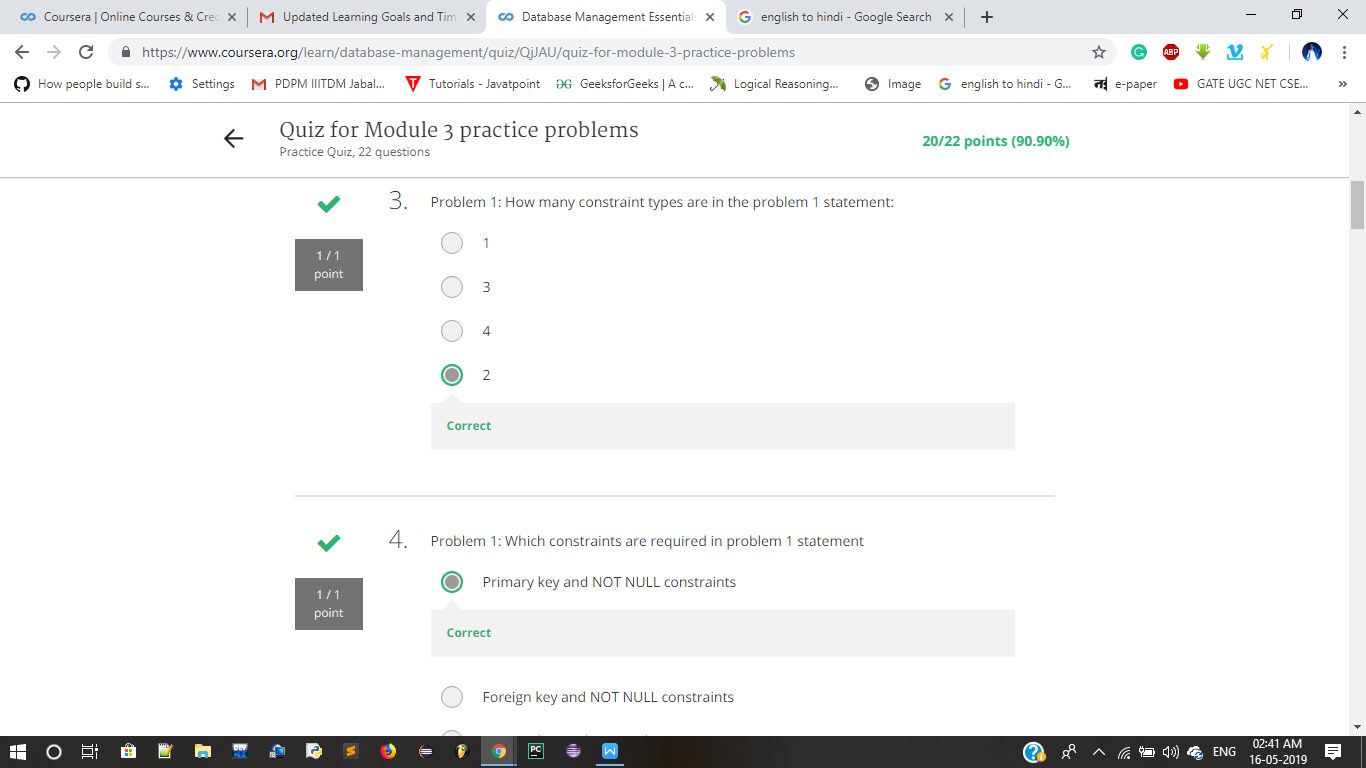 Coursera | Online Courses & Crec
Updated Learning Goals and Tim
Database Management Essentials
english to hindi - Google Search
https://www.coursera.org/learn/database-management/quiz/QjJAU/quiz-for-module-3-practice-problems
ABP
How people build s...
Settings
PDPM IIITDM Jabal...
Tutorials - Javatpoint
GeeksforGeeks | A c...
Logical Reasoning...
Image
english to hindi - G...
e-paper
GATE UGC NET CSE...
»
Quiz for Module 3 practice problems
20/22 points (90.90%)
Practice Quiz, 22 questions
3. Problem 1: How many constraint types are in the problem 1 statement:
1 / 1
point
1
3
4
2
Correct
4. Problem 1: Which constraints are required in problem 1 statement
1 / 1
point
Primary key and NOT NULL constraints
Correct
Foreign key and NOT NULL constraints
DEV
PC
W
ENG
02:41 AM
16-05-2019